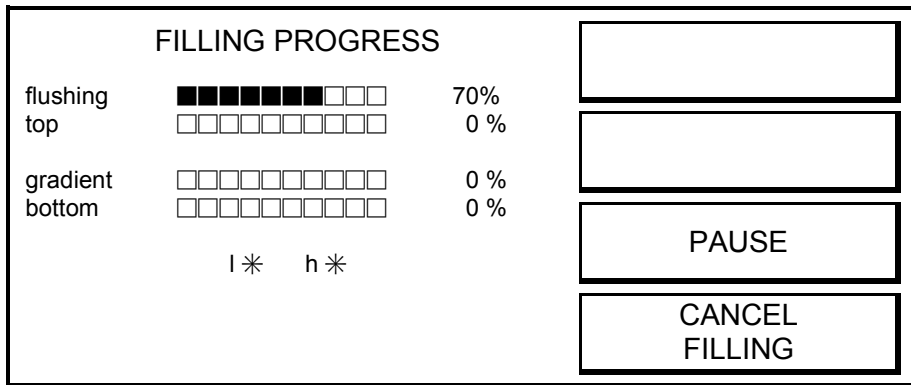 FILLING PROGRESS
flushing ■■■■■■■□□□ 70%
top □□□□□□□□□□ 0 %
gradient □□□□□□□□□□ 0 %
bottom □□□□□□□□□□ 0 %
l ✳ h ✳
PAUSE
CANCEL
FILLING